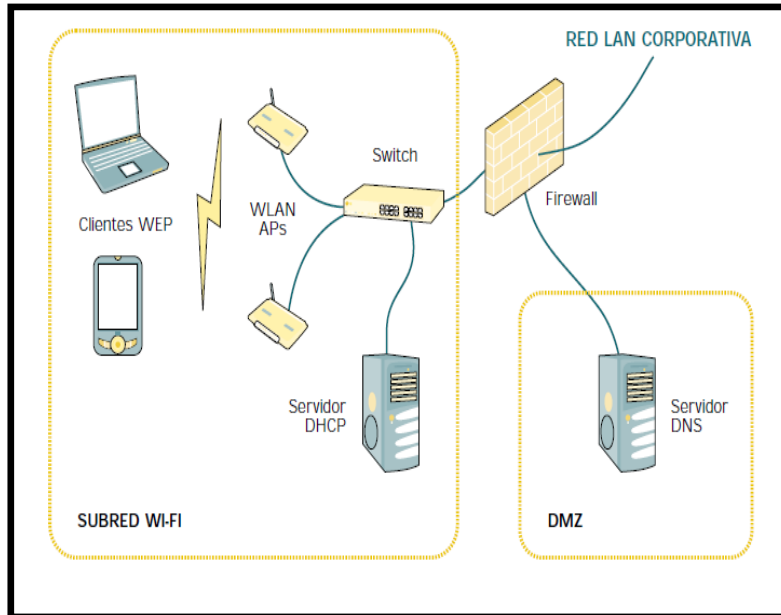 RED LAN CORPORATIVA
Switch
Firewall
Clientes WEP
WLAN
APs
Servidor
DHCP
Servidor
DNS
SUBRED WI-FI
DMZ